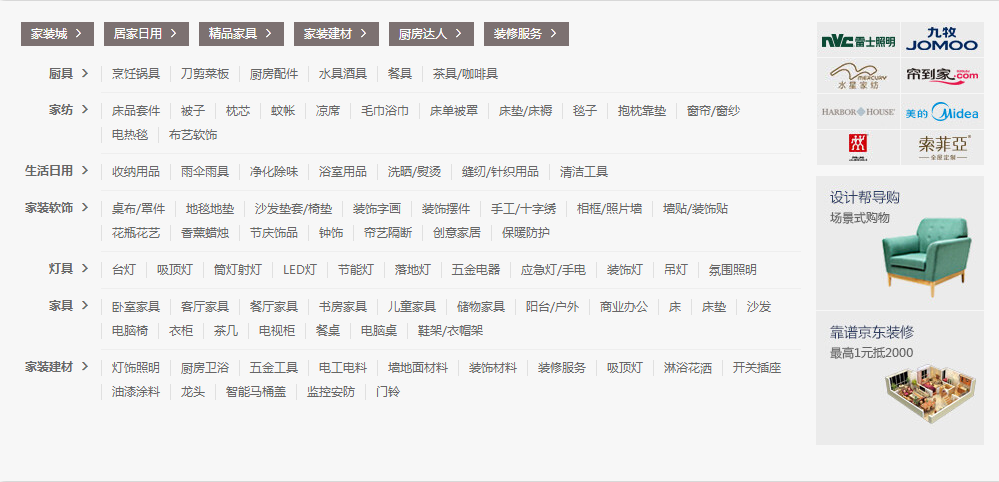 家装城 > 居家日用 > 精品家具 > 家装建材 > 厨房达人 > 装修服务 >
厨具 > 烹饪锅具 刀剪菜板 厨房配件 水具酒具 餐具 茶具/咖啡具
家纺 > 床品套件 被子 枕芯 蚊帐 凉席 毛巾浴巾 床单被罩 床垫/床褥 毯子 抱枕靠垫 窗帘/窗纱
电热毯 布艺软饰
生活日用 > 收纳用品 雨伞雨具 净化除味 浴室用品 洗晒/熨烫 缝纫/针织用品 清洁工具
家装软饰 > 桌布/罩件 地毯地垫 沙发垫套/椅垫 装饰字画 装饰摆件 手工/十字绣 相框/照片墙 墙贴/装饰贴
花瓶花艺 香薰蜡烛 节庆饰品 钟饰 帘艺隔断 创意家居 保暖防护
灯具 > 台灯 吸顶灯 筒灯射灯 LED灯 节能灯 落地灯 五金电器 应急灯/手电 装饰灯 吊灯 氛围照明
家具 > 卧室家具 客厅家具 餐厅家具 书房家具 儿童家具 储物家具 阳台/户外 商业办公 床 床垫 沙发
电脑椅 衣柜 茶几 电视柜 餐桌 电脑桌 鞋架/衣帽架
家装建材 > 灯饰照明 厨房卫浴 五金工具 电工电料 墙地面材料 装饰材料 装修服务 吸顶灯 淋浴花洒 开关插座
油漆涂料 龙头 智能马桶盖 监控安防 门铃
NVC 雷士照明
九牧
JOMOO
MERCURY
水星家纺
帘到家.com
HARBOR HOUSE
美的 Midea
索菲亞
全屋定制
设计帮导购
场景式购物
靠谱京东装修
最高1元抵2000